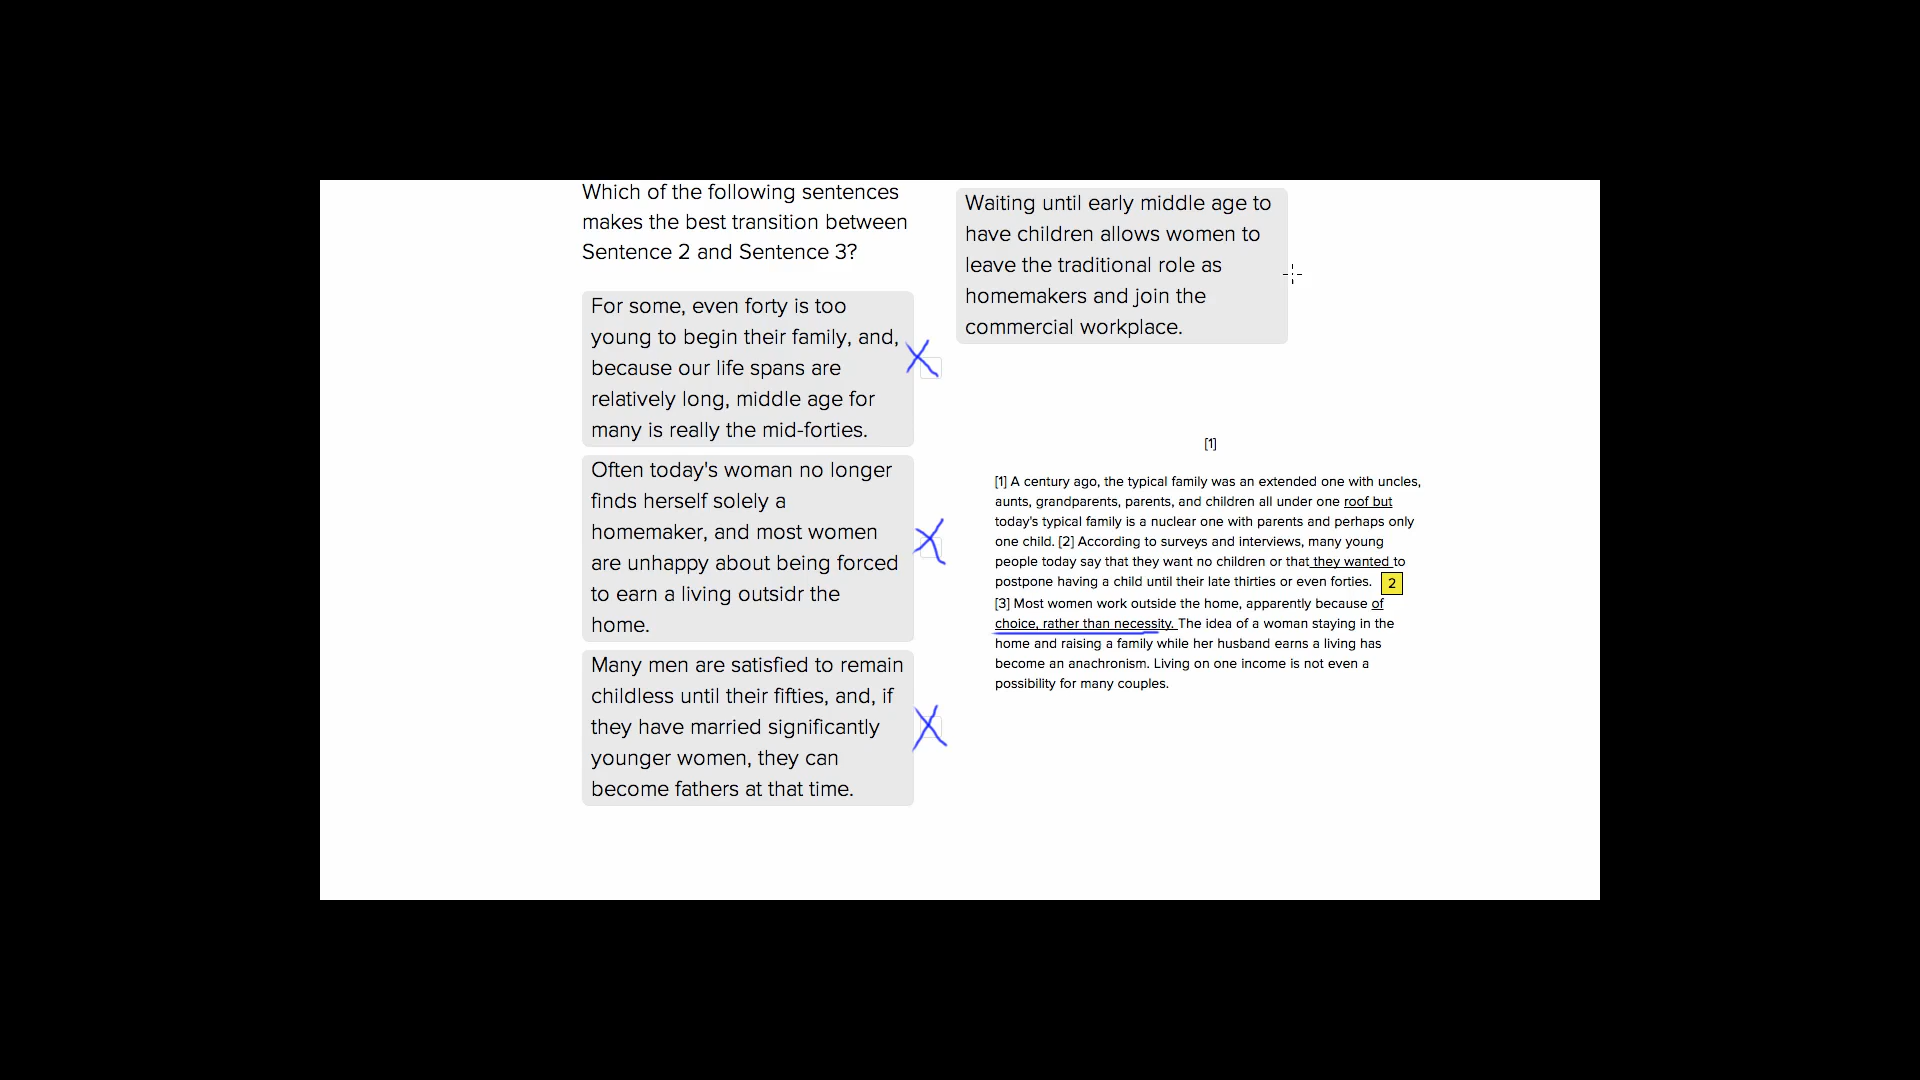 Which of the following sentences
makes the best transition between
Sentence 2 and Sentence 3?
For some, even forty is too
young to begin their family, and,
because our life spans are
relatively long, middle age for
many is really the mid-forties.
Often today's woman no longer
finds herself solely a
homemaker, and most women
are unhappy about being forced
to earn a living outsidr the
home.
Many men are satisfied to remain
childless until their fifties, and, if
they have married significantly
younger women, they can
become fathers at that time.
Waiting until early middle age to
have children allows women to
leave the traditional role as
homemakers and join the
commercial workplace.
[1]
[1] A century ago, the typical family was an extended one with uncles,
aunts, grandparents, parents, and children all under one roof but
today's typical family is a nuclear one with parents and perhaps only
one child. [2] According to surveys and interviews, many young
people today say that they want no children or that they wanted to
postpone having a child until their late thirties or even forties. 2
[3] Most women work outside the home, apparently because of
choice, rather than necessity. The idea of a woman staying in the
home and raising a family while her husband earns a living has
become an anachronism. Living on one income is not even a
possibility for many couples.